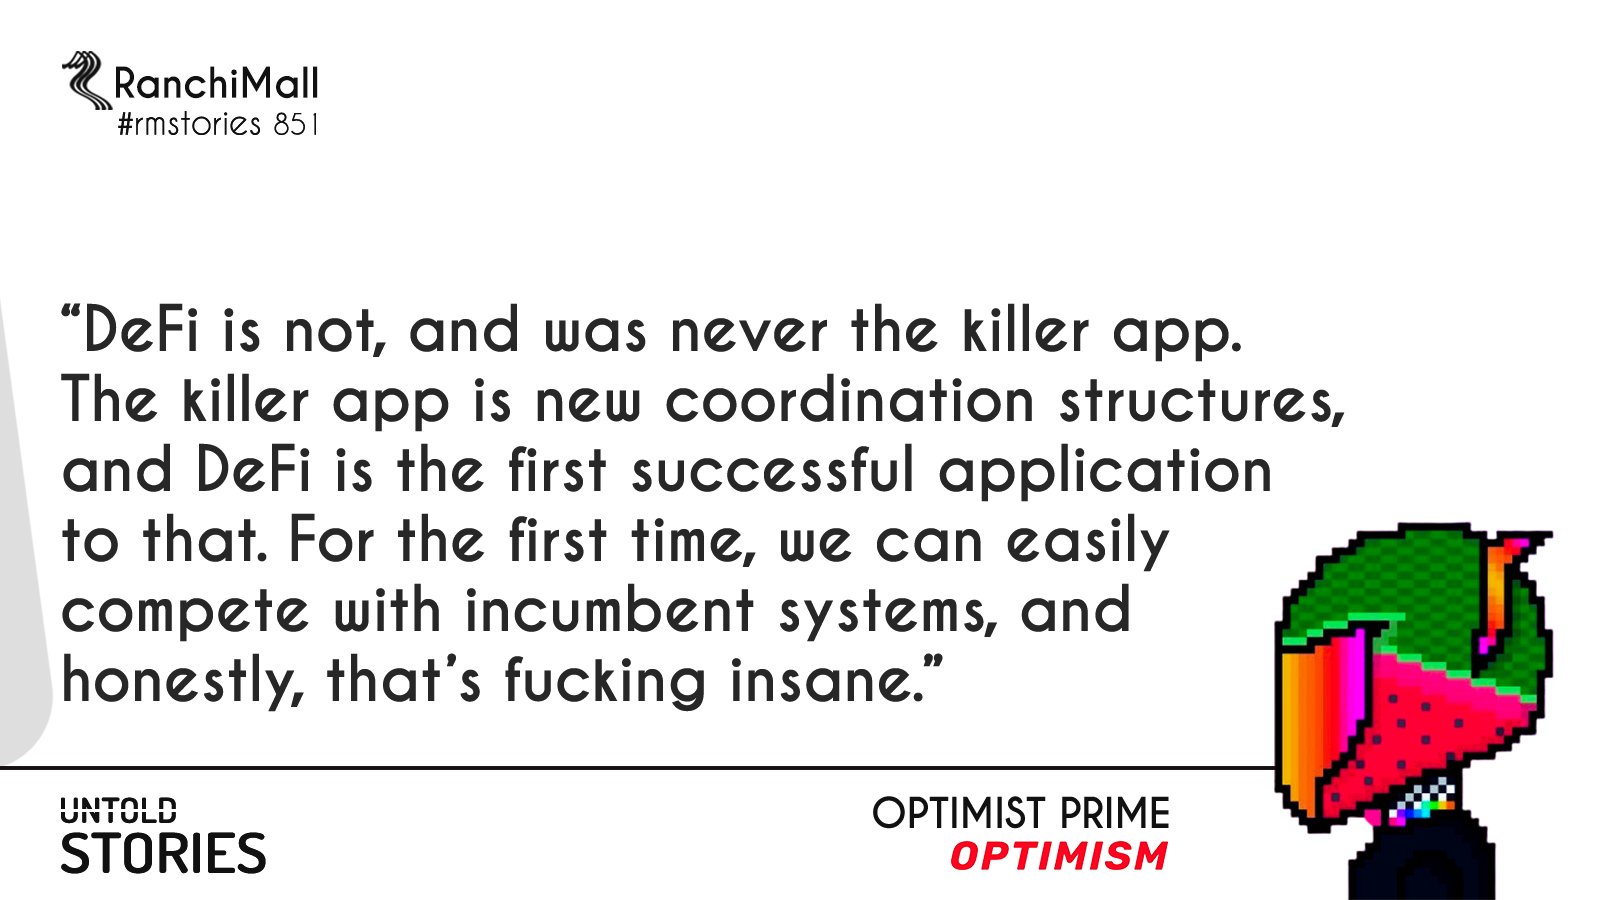 RanchiMall
#rmstories 851
“DeFi is not, and was never the killer app.
The killer app is new coordination structures,
and DeFi is the first successful application
to that. For the first time, we can easily
compete with incumbent systems, and
honestly, that’s fucking insane.”
UNTOLD
STORIES
OPTIMIST PRIME
OPTIMISM